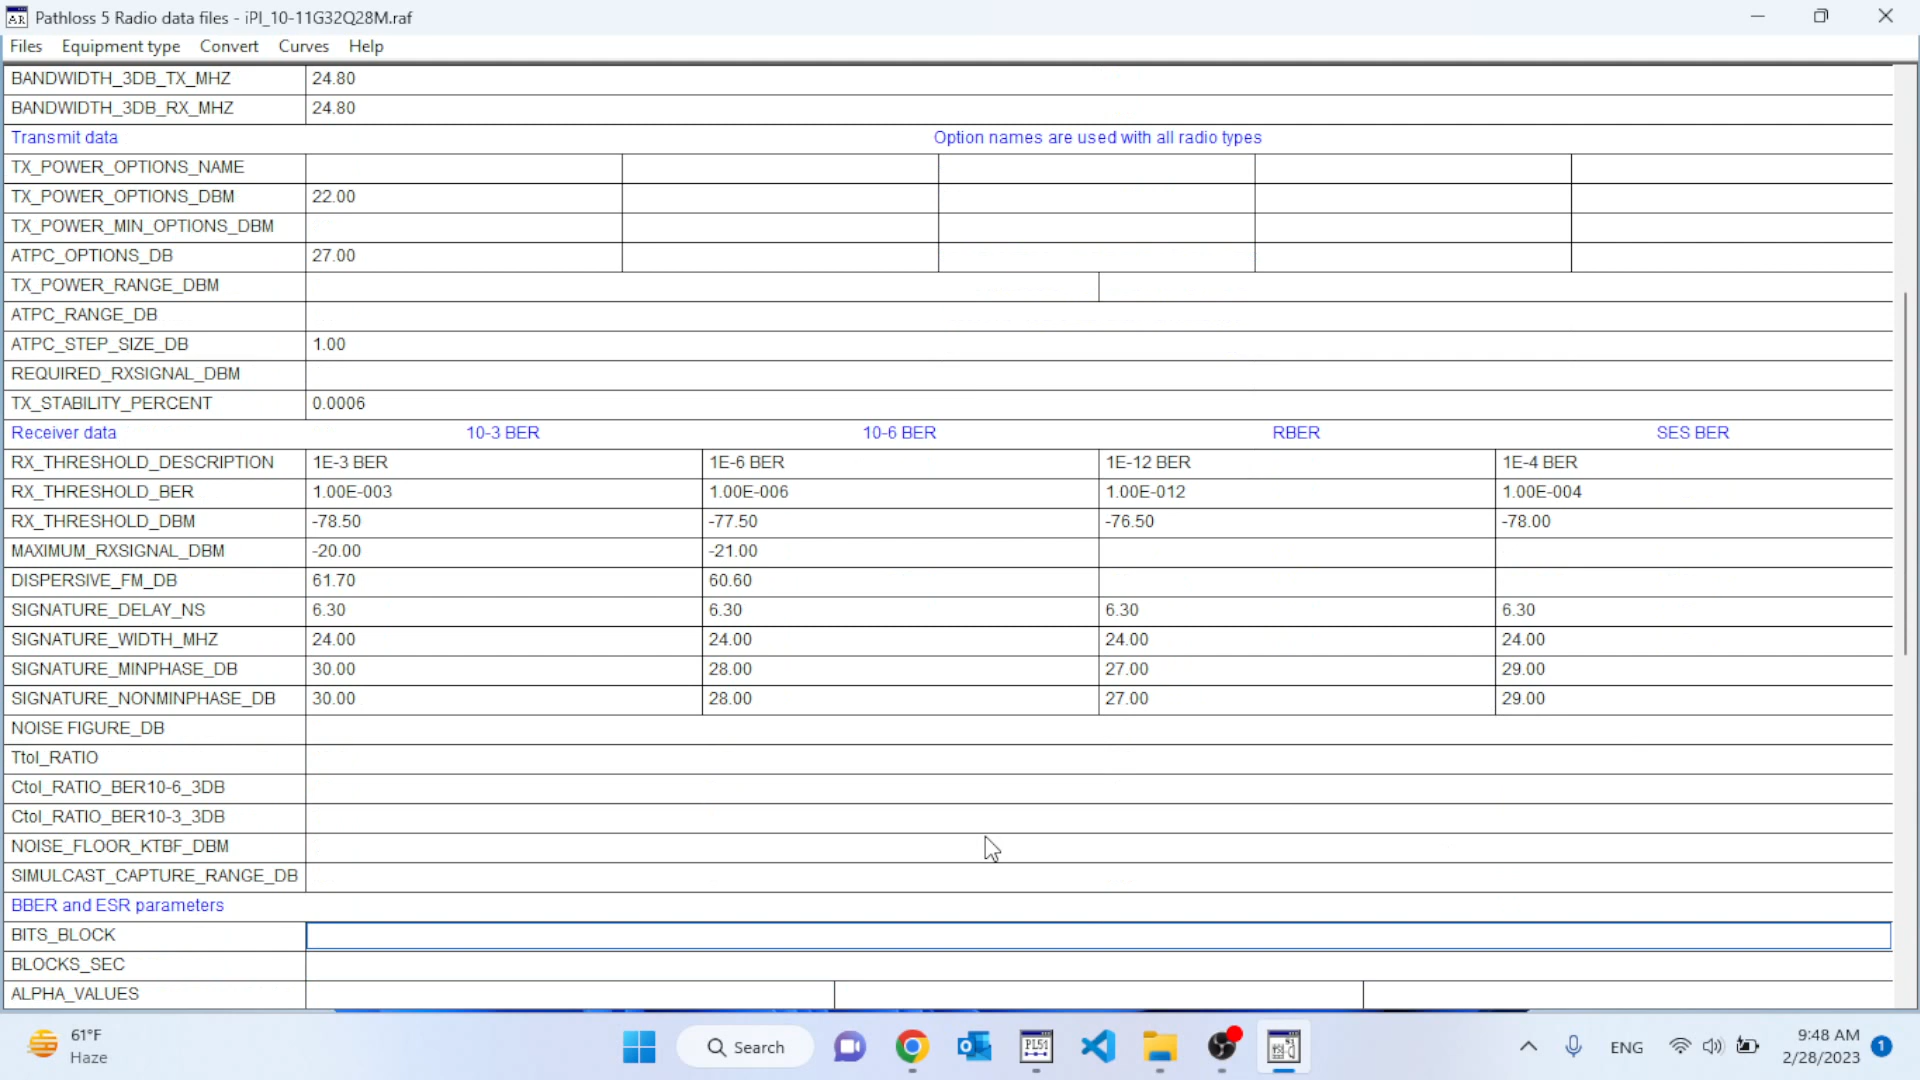 Pathloss 5 Radio data files - iPI_10-11G32Q28M.raf
Files Equipment type Convert Curves Help
BANDWIDTH_3DB_TX_MHZ 24.80
BANDWIDTH_3DB_RX_MHZ 24.80
Transmit data Option names are used with all radio types
TX_POWER_OPTIONS_NAME
TX_POWER_OPTIONS_DBM 22.00
TX_POWER_MIN_OPTIONS_DBM
ATPC_OPTIONS_DB 27.00
TX_POWER_RANGE_DBM
ATPC_RANGE_DB
ATPC_STEP_SIZE_DB 1.00
REQUIRED_RXSIGNAL_DBM
TX_STABILITY_PERCENT 0.0006
Receiver data 10-3 BER 10-6 BER RBER SES BER
RX_THRESHOLD_DESCRIPTION 1E-3 BER 1E-6 BER 1E-12 BER 1E-4 BER
RX_THRESHOLD_BER 1.00E-003 1.00E-006 1.00E-012 1.00E-004
RX_THRESHOLD_DBM -78.50 -77.50 -76.50 -78.00
MAXIMUM_RXSIGNAL_DBM -20.00 -21.00
DISPERSIVE_FM_DB 61.70 60.60
SIGNATURE_DELAY_NS 6.30 6.30 6.30 6.30
SIGNATURE_WIDTH_MHZ 24.00 24.00 24.00 24.00
SIGNATURE_MINPHASE_DB 30.00 28.00 27.00 29.00
SIGNATURE_NONMINPHASE_DB 30.00 28.00 27.00 29.00
NOISE FIGURE_DB
TtoI_RATIO
CtoI_RATIO_BER10-6_3DB
CtoI_RATIO_BER10-3_3DB
NOISE_FLOOR_KTBF_DBM
SIMULCAST_CAPTURE_RANGE_DB
BBER and ESR parameters
BITS_BLOCK
BLOCKS_SEC
ALPHA_VALUES
61°F
Haze
Search
PL51
ENG
9:48 AM
2/28/2023
1